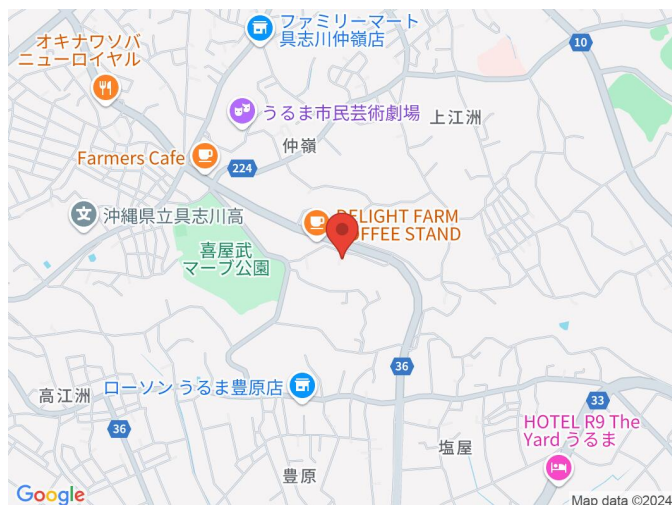 ファミリーマート
具志川仲嶺店
オキナワソバ
ニューロイヤル
10
うるま市民芸術劇場
上江洲
仲嶺
Farmers Cafe
224
沖縄県立具志川高
DELIGHT FARM
COFFEE STAND
喜屋武
マーブ公園
36
ローソン うるま豊原店
高江洲
33
36
HOTEL R9 The
Yard うるま
塩屋
豊原
Google
Map data ©2024